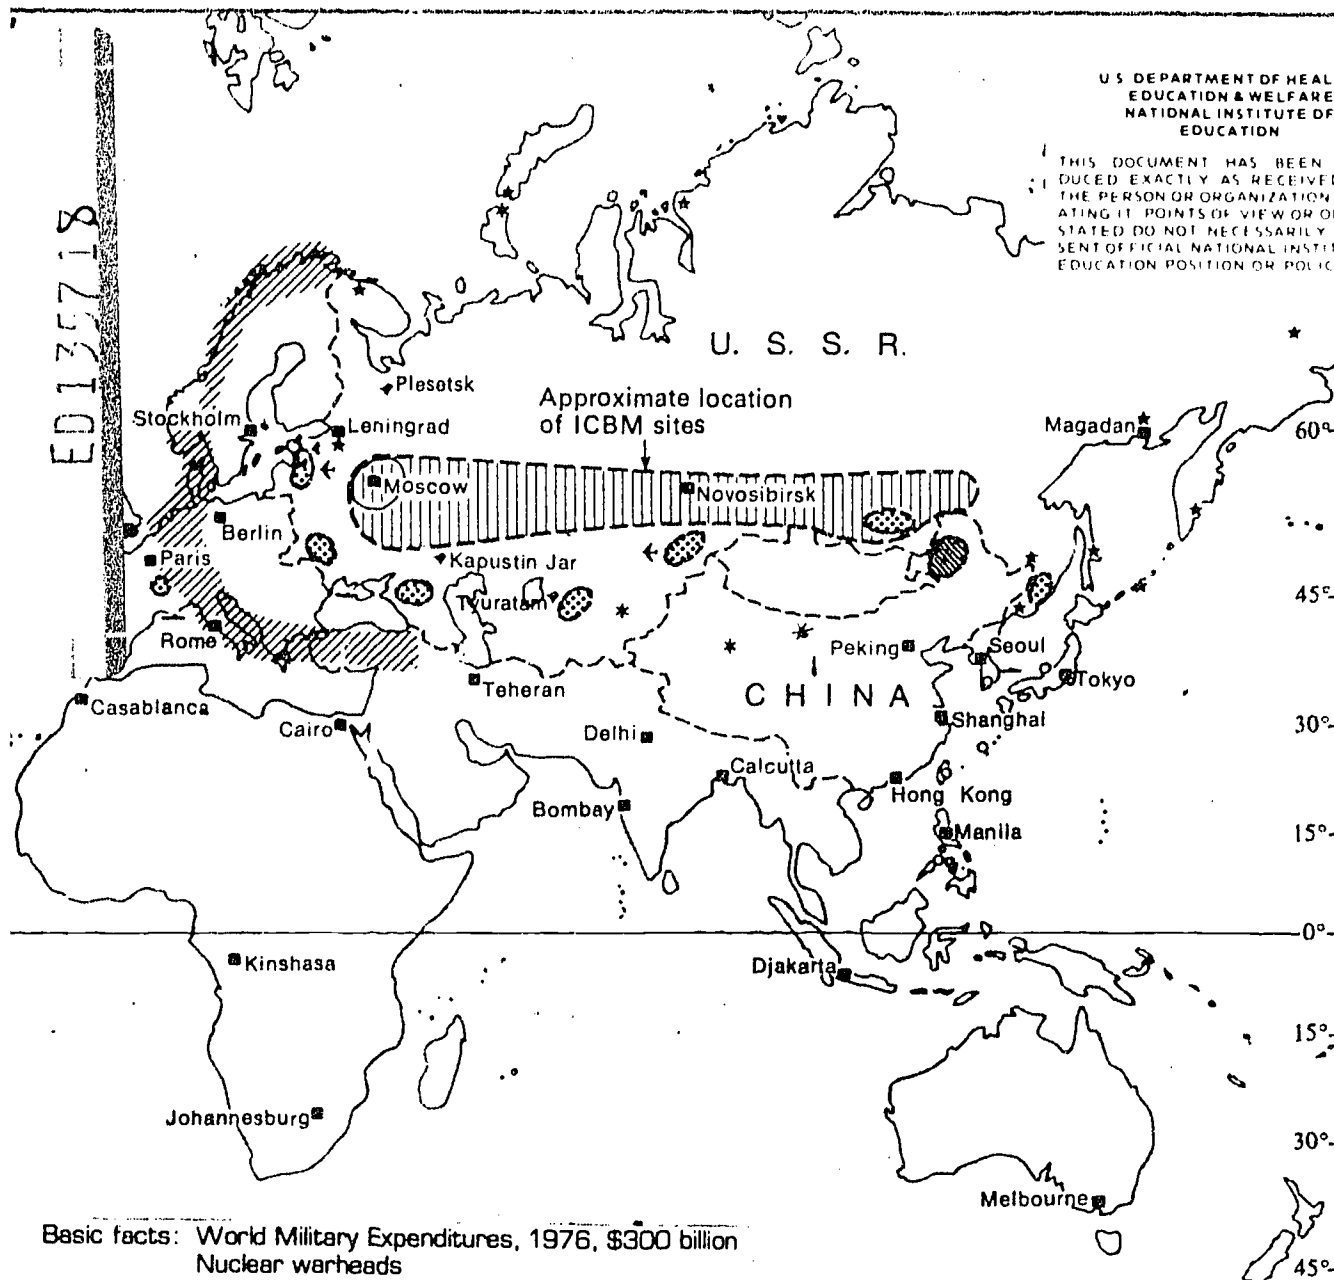 U S DEPARTMENT OF HEAL
EDUCATION & WELFARE
NATIONAL INSTITUTE OF
EDUCATION
THIS DOCUMENT HAS BEEN
DUCED EXACTLY AS RECEIVED
THE PERSON OR ORGANIZATION
ATING IT POINTS OF VIEW OR O
STATED DO NOT NECESSARILY
SENT OFFICIAL NATIONAL INSTIT
EDUCATION POSITION OR POLIC
ED135718
U. S. S. R.
Plesetsk
Approximate location
of ICBM sites
Stockholm
Leningrad
Magadan
60°
Moscow
Novosibirsk
Berlin
Paris
Kapustin Jar
Tyuratam
45°
Rome
Peking
Seoul
Teheran
CHINA
Tokyo
Casablanca
Shanghai
Cairo
Delhi
30°
Calcutta
Bombay
Hong Kong
Manila
15°
0°
Kinshasa
Djakarta
15°
Johannesburg
30°
Melbourne
Basic facts: World Military Expenditures, 1976, $300 billion
Nuclear warheads
45°